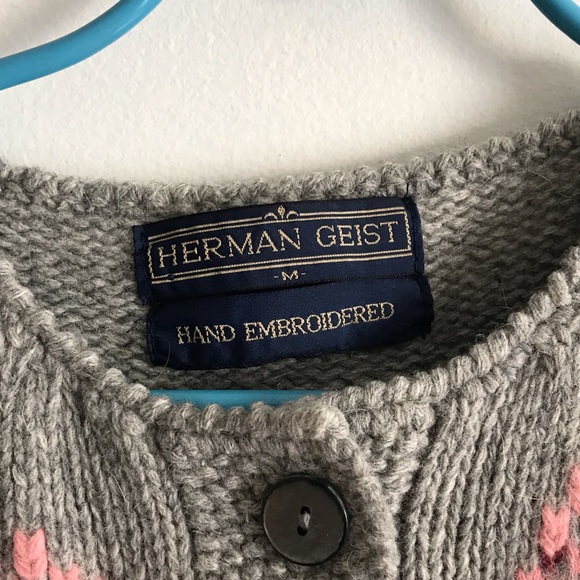 HERMAN GEIST
-M-
HAND EMBROIDERED